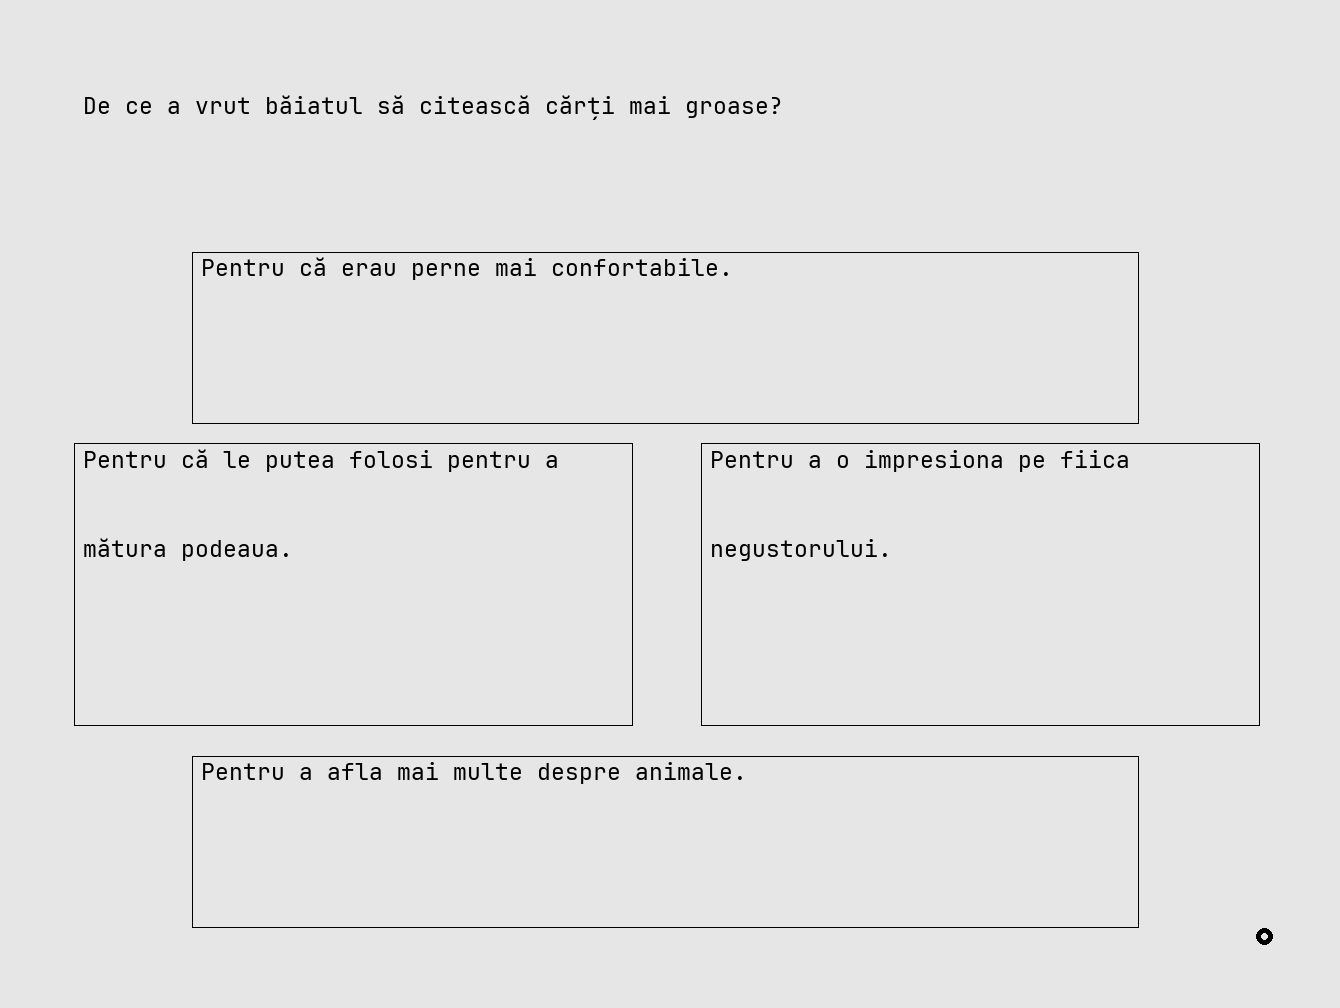 De ce a vrut băiatul să citească cărți mai groase?
Pentru că erau perne mai confortabile.
Pentru că le putea folosi pentru a
mătura podeaua.
Pentru a o impresiona pe fiica
negustorului.
Pentru a afla mai multe despre animale.